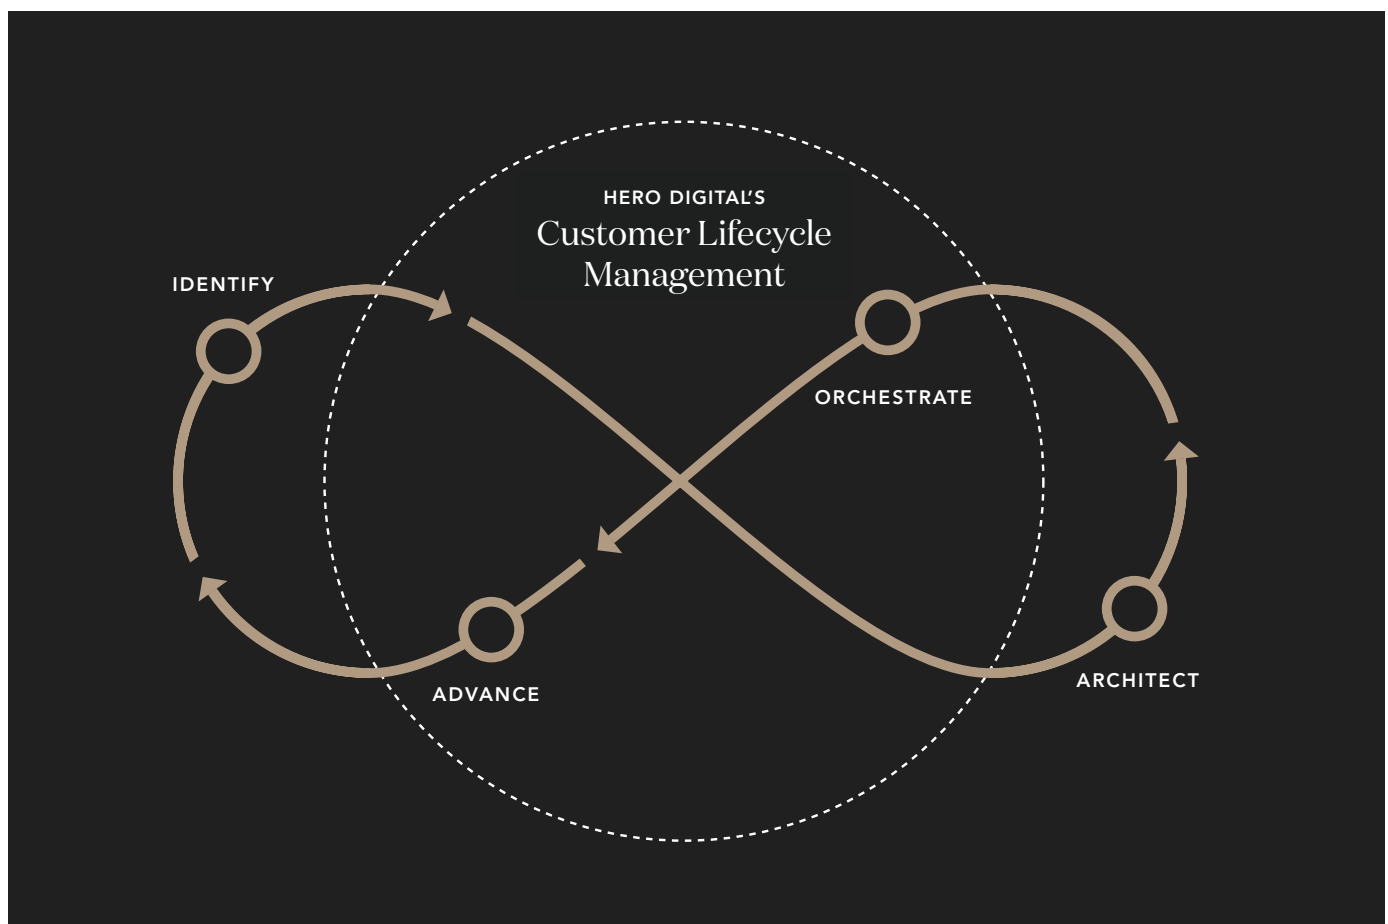 HERO DIGITAL’S
Customer Lifecycle
Management
IDENTIFY
ORCHESTRATE
ADVANCE
ARCHITECT